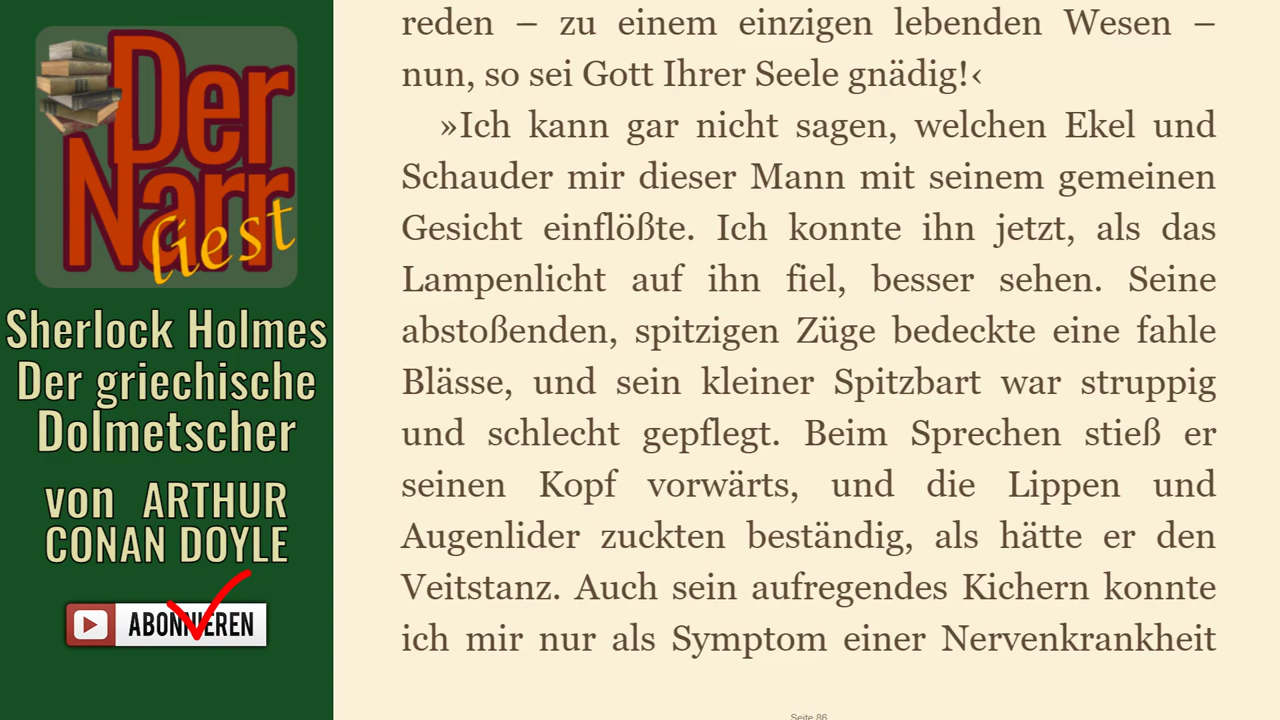 Der
Narr
liest
Sherlock Holmes
Der griechische
Dolmetscher
von ARTHUR
CONAN DOYLE
ABONNIEREN
reden – zu einem einzigen lebenden Wesen –
nun, so sei Gott Ihrer Seele gnädig!‹
»Ich kann gar nicht sagen, welchen Ekel und
Schauder mir dieser Mann mit seinem gemeinen
Gesicht einflößte. Ich konnte ihn jetzt, als das
Lampenlicht auf ihn fiel, besser sehen. Seine
abstoßenden, spitzigen Züge bedeckte eine fahle
Blässe, und sein kleiner Spitzbart war struppig
und schlecht gepflegt. Beim Sprechen stieß er
seinen Kopf vorwärts, und die Lippen und
Augenlider zuckten beständig, als hätte er den
Veitstanz. Auch sein aufregendes Kichern konnte
ich mir nur als Symptom einer Nervenkrankheit
Seite 86